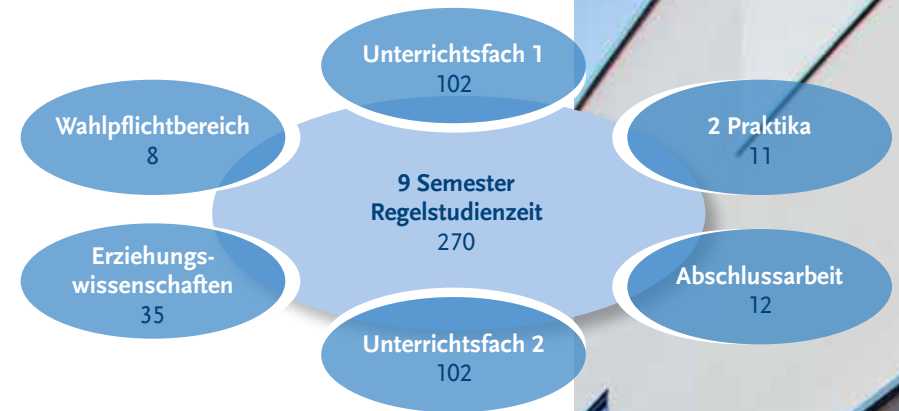 Unterrichtsfach 1
102
Wahlpflichtbereich
8
2 Praktika
11
9 Semester
Regelstudienzeit
270
Erziehungs-
wissenschaften
35
Abschlussarbeit
12
Unterrichtsfach 2
102